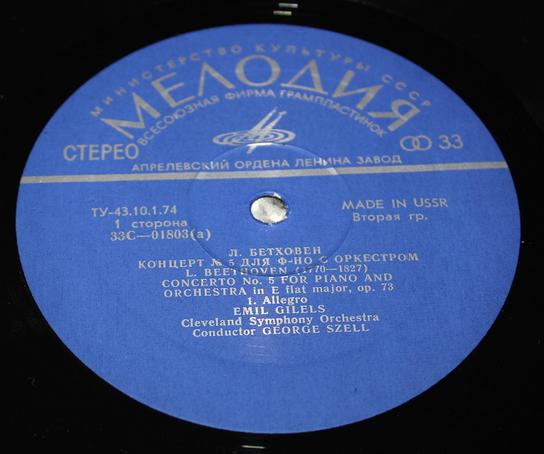 МИНИСТЕРСТВО КУЛЬТУРЫ СССР
МЕЛОДИЯ
ВСЕСОЮЗНАЯ ФИРМА ГРАМПЛАСТИНОК
СТЕРЕО
33
АПРЕЛЕВСКИЙ ОРДЕНА ЛЕНИНА ЗАВОД
ТУ-43.10.1.74
MADE IN USSR
1 сторона
Вторая гр.
33С—01803(а)
Л. БЕТХОВЕН
КОНЦЕРТ № 5 ДЛЯ Ф-НО С ОРКЕСТРОМ
L. BEETHOVEN (1770—1827)
CONCERTO No. 5 FOR PIANO AND
ORCHESTRA in E flat major, op. 73
1. Allegro
EMIL GILELS
Cleveland Symphony Orchestra
Conductor GEORGE SZELL